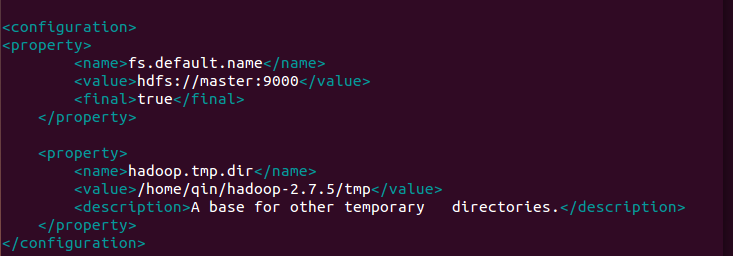 <configuration>
<property>
        <name>fs.default.name</name>
        <value>hdfs://master:9000</value>
        <final>true</final>
    </property>

    <property>
        <name>hadoop.tmp.dir</name>
        <value>/home/qin/hadoop-2.7.5/tmp</value>
        <description>A base for other temporary   directories.</description>
    </property>
</configuration>